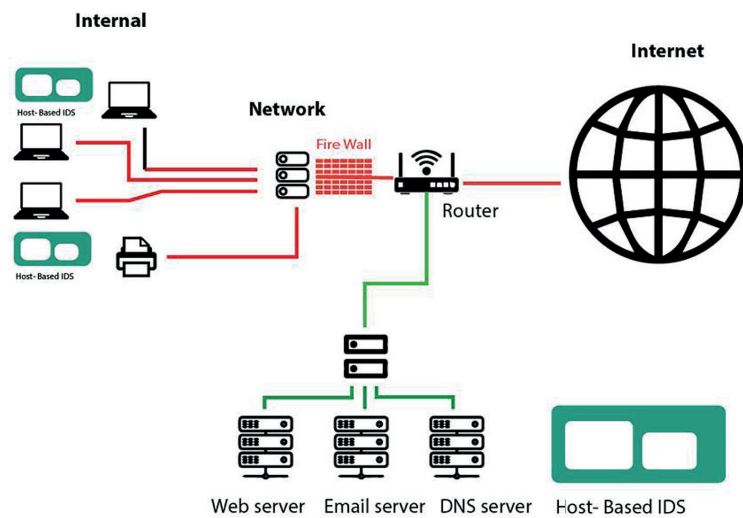 Internal
Internet
Host- Based IDS
Network
Fire Wall
Router
Host- Based IDS
Web server
Email server
DNS server
Host- Based IDS